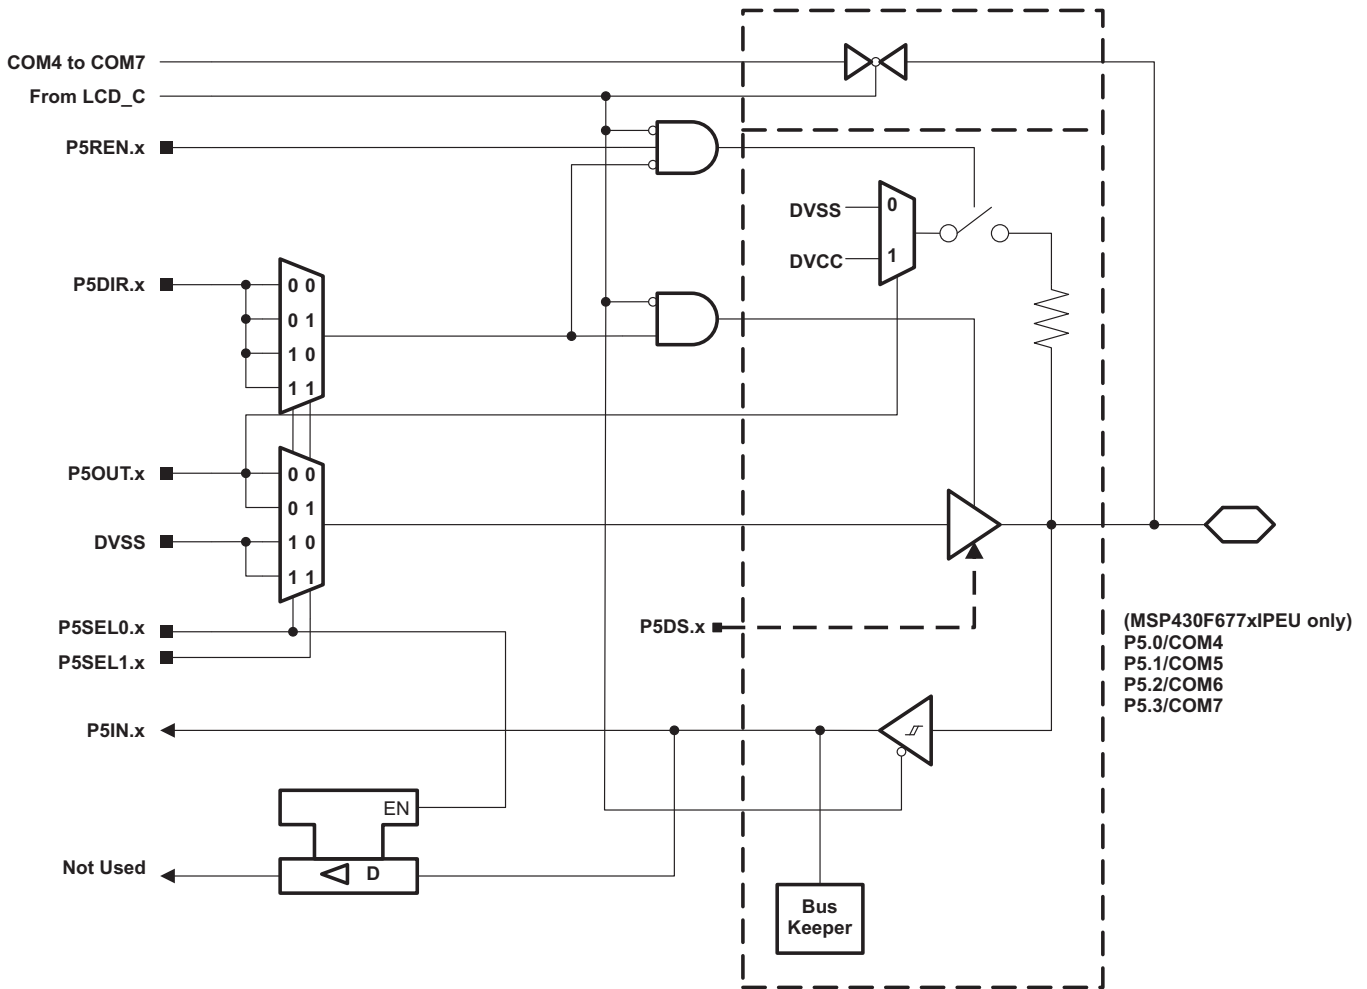 COM4 to COM7
From LCD_C
P5REN.x
DVSS
0
DVCC
1
P5DIR.x
0 0
0 1
1 0
1 1
P5OUT.x
0 0
0 1
DVSS
1 0
1 1
P5SEL0.x
P5SEL1.x
P5DS.x
(MSP430F677xIPEU only)
P5.0/COM4
P5.1/COM5
P5.2/COM6
P5.3/COM7
P5IN.x
EN
Not Used
D
Bus
Keeper